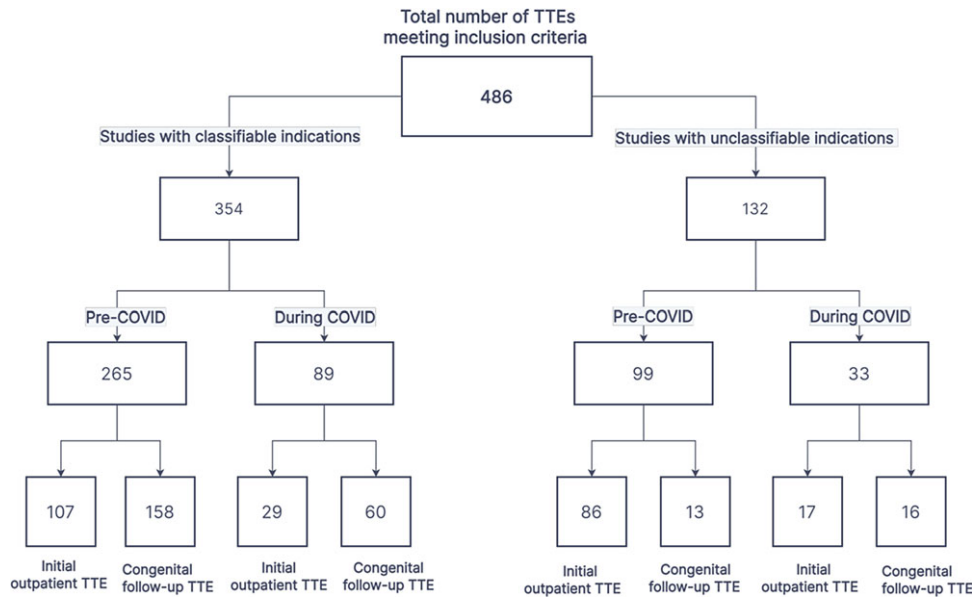 Total number of TTEs
meeting inclusion criteria
486
Studies with classifiable indications
Studies with unclassifiable indications
354
132
Pre-COVID
During COVID
Pre-COVID
During COVID
265
89
99
33
107
158
29
60
86
13
17
16
Initial
outpatient TTE
Congenital
follow-up TTE
Initial
outpatient TTE
Congenital
follow-up TTE
Initial
outpatient TTE
Congenital
follow-up TTE
Initial
outpatient TTE
Congenital
follow-up TTE